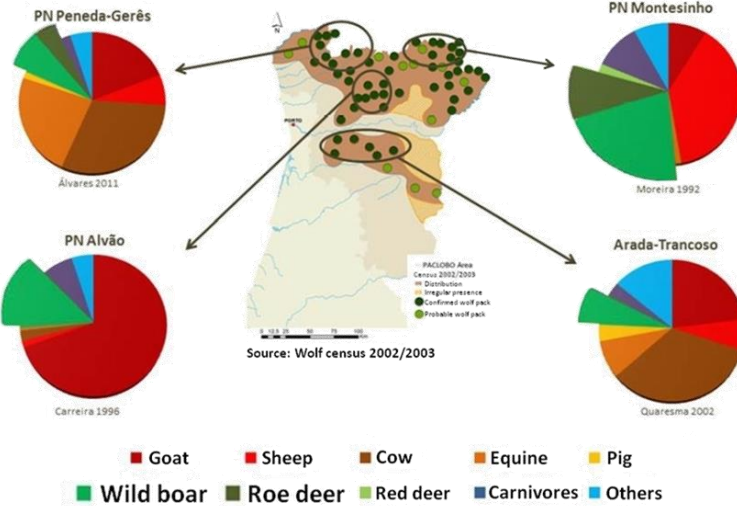 PN Peneda-Gerês
Álvares 2011
PN Montesinho
Moreira 1992
N
PORTO
PN Alvão
Carreira 1996
Arada-Trancoso
Quaresma 2002
PACLOBO Área
Census 2002/2003
Distribution
Irregular presence
Confirmed wolf pack
Probable wolf pack
0 12,5 25 50 75 100
Source: Wolf census 2002/2003
Goat Sheep Cow Equine Pig
Wild boar Roe deer Red deer Carnivores Others